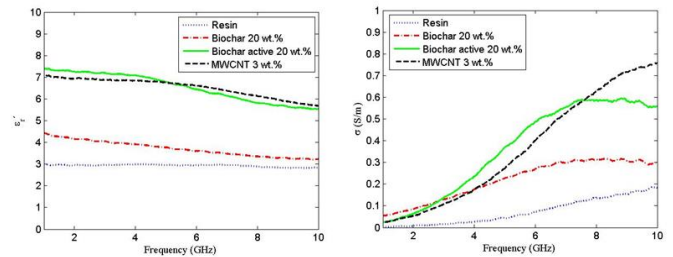 10
9
8
7
6
5
4
3
2
1
0
εr´
Resin
Biochar 20 wt.%
Biochar active 20 wt.%
MWCNT 3 wt.%
2 4 6 8 10
Frequency (GHz)
1
0.9
0.8
0.7
0.6
0.5
0.4
0.3
0.2
0.1
0
σ (S/m)
Resin
Biochar 20 wt.%
Biochar active 20 wt.%
MWCNT 3 wt.%
2 4 6 8 10
Frequency (GHz)